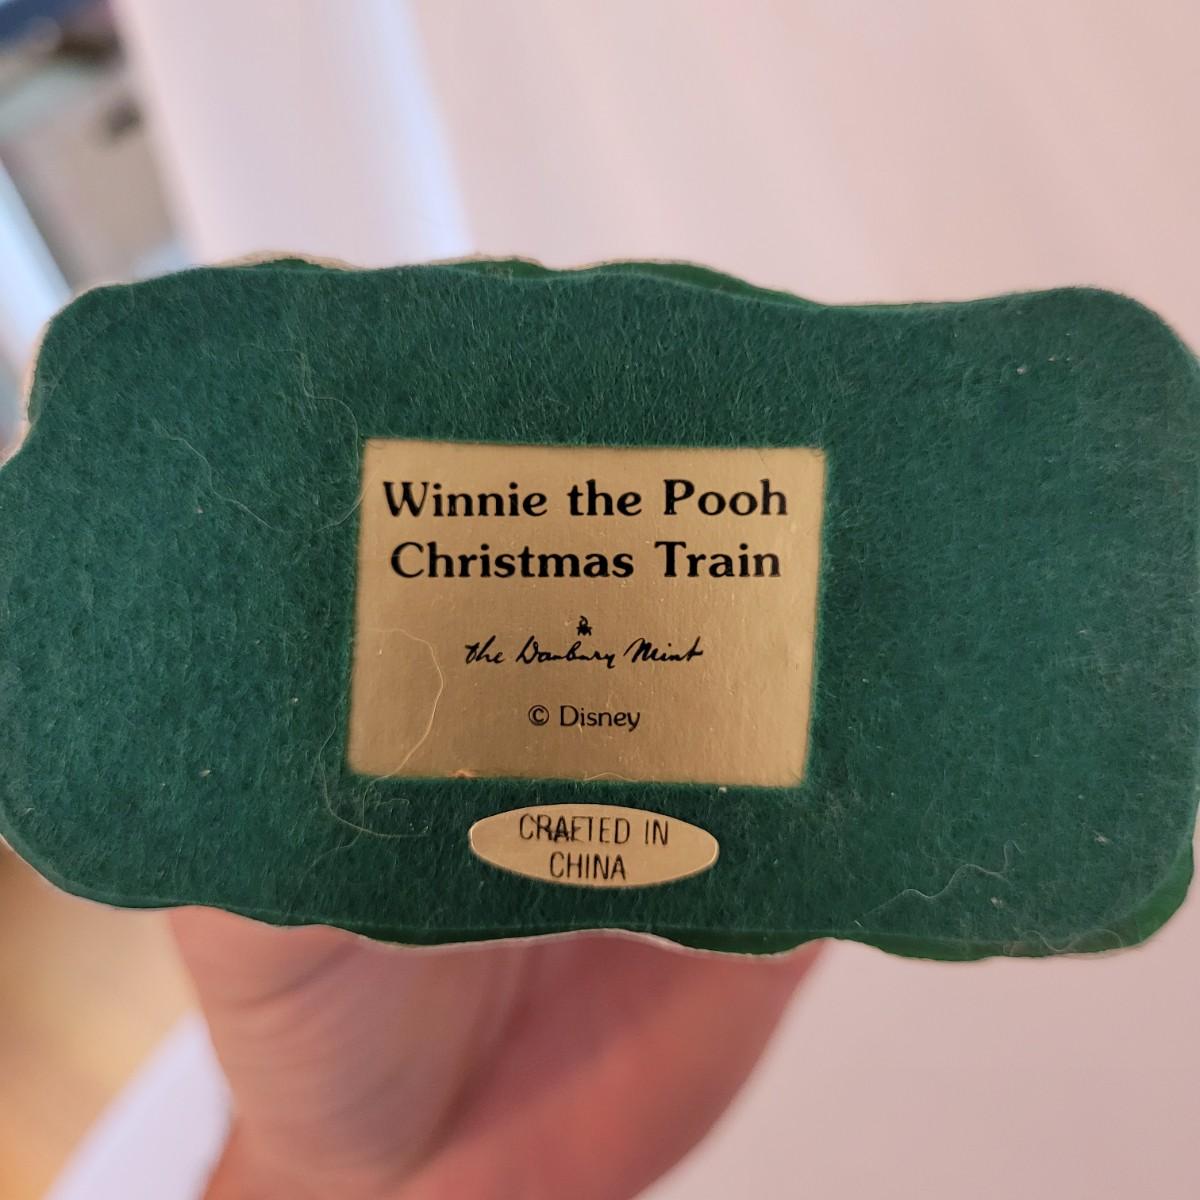 Winnie the Pooh
Christmas Train
the Danbury Mint
© Disney
CRAFTED IN
CHINA